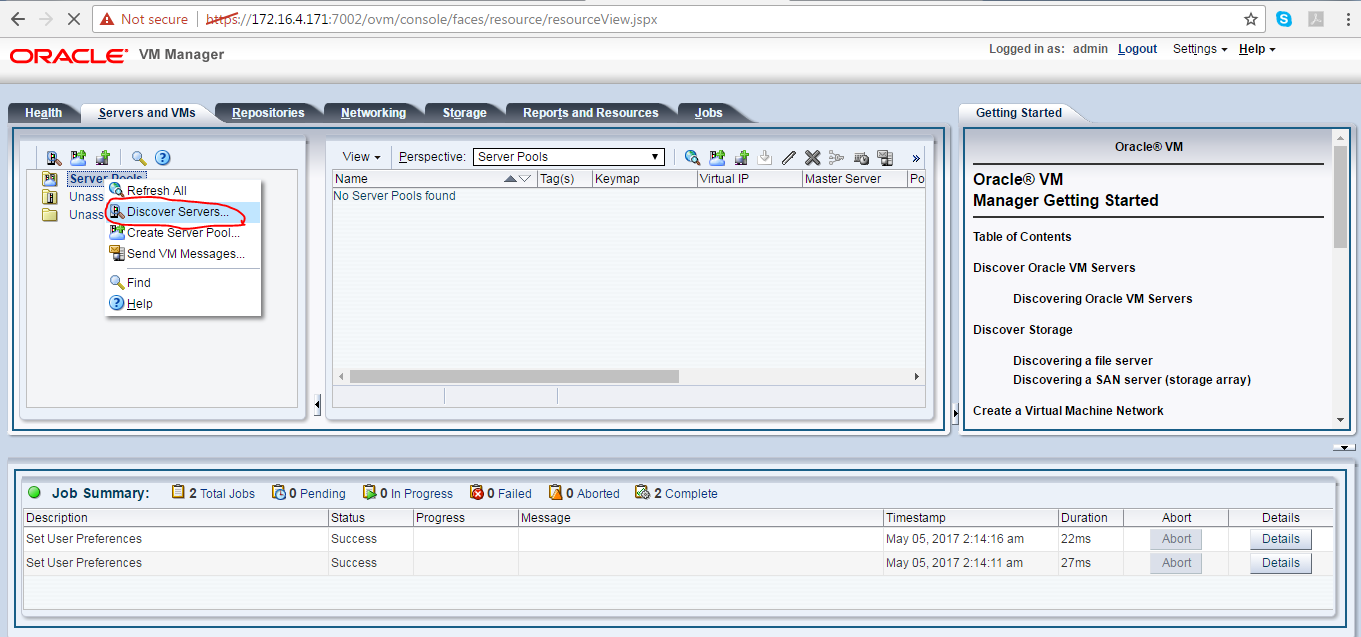 Not secure https://172.16.4.171:7002/ovm/console/faces/resource/resourceView.jspx
ORACLE® VM Manager
Logged in as: admin Logout Settings Help
Health Servers and VMs Repositories Networking Storage Reports and Resources Jobs
Getting Started
Server Pools
Unass
Unass
Refresh All
Discover Servers...
Create Server Pool...
Send VM Messages...
Find
Help
View Perspective: Server Pools »
Name Tag(s) Keymap Virtual IP Master Server Po
No Server Pools found
Oracle® VM
Oracle® VM
Manager Getting Started
Table of Contents
Discover Oracle VM Servers
Discovering Oracle VM Servers
Discover Storage
Discovering a file server
Discovering a SAN server (storage array)
Create a Virtual Machine Network
Job Summary: 2 Total Jobs 0 Pending 0 In Progress 0 Failed 0 Aborted 2 Complete
Description Status Progress Message Timestamp Duration Abort Details
Set User Preferences Success May 05, 2017 2:14:16 am 22ms Abort Details
Set User Preferences Success May 05, 2017 2:14:11 am 27ms Abort Details